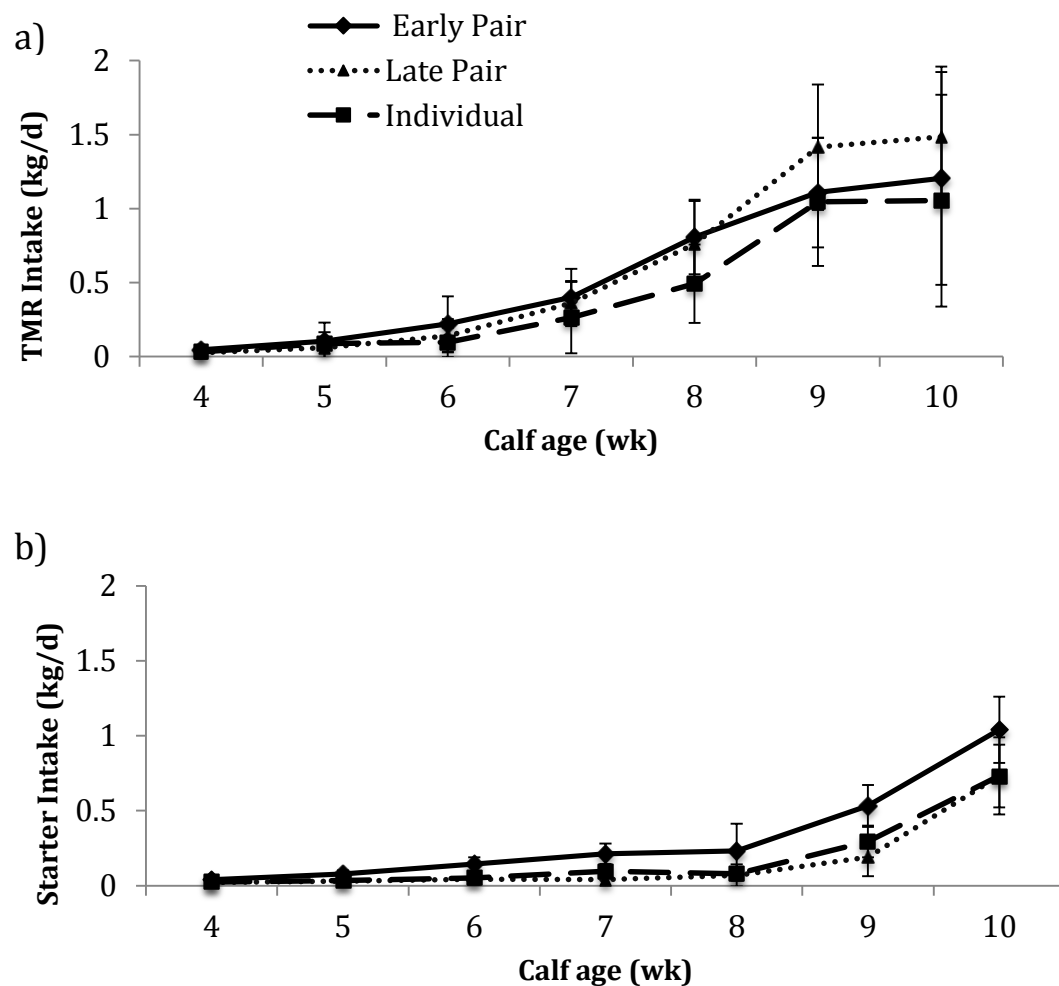 a)
Early Pair
Late Pair
Individual
TMR Intake (kg/d)
2
1.5
1
0.5
0
4 5 6 7 8 9 10
Calf age (wk)
b)
Starter Intake (kg/d)
2
1.5
1
0.5
0
4 5 6 7 8 9 10
Calf age (wk)